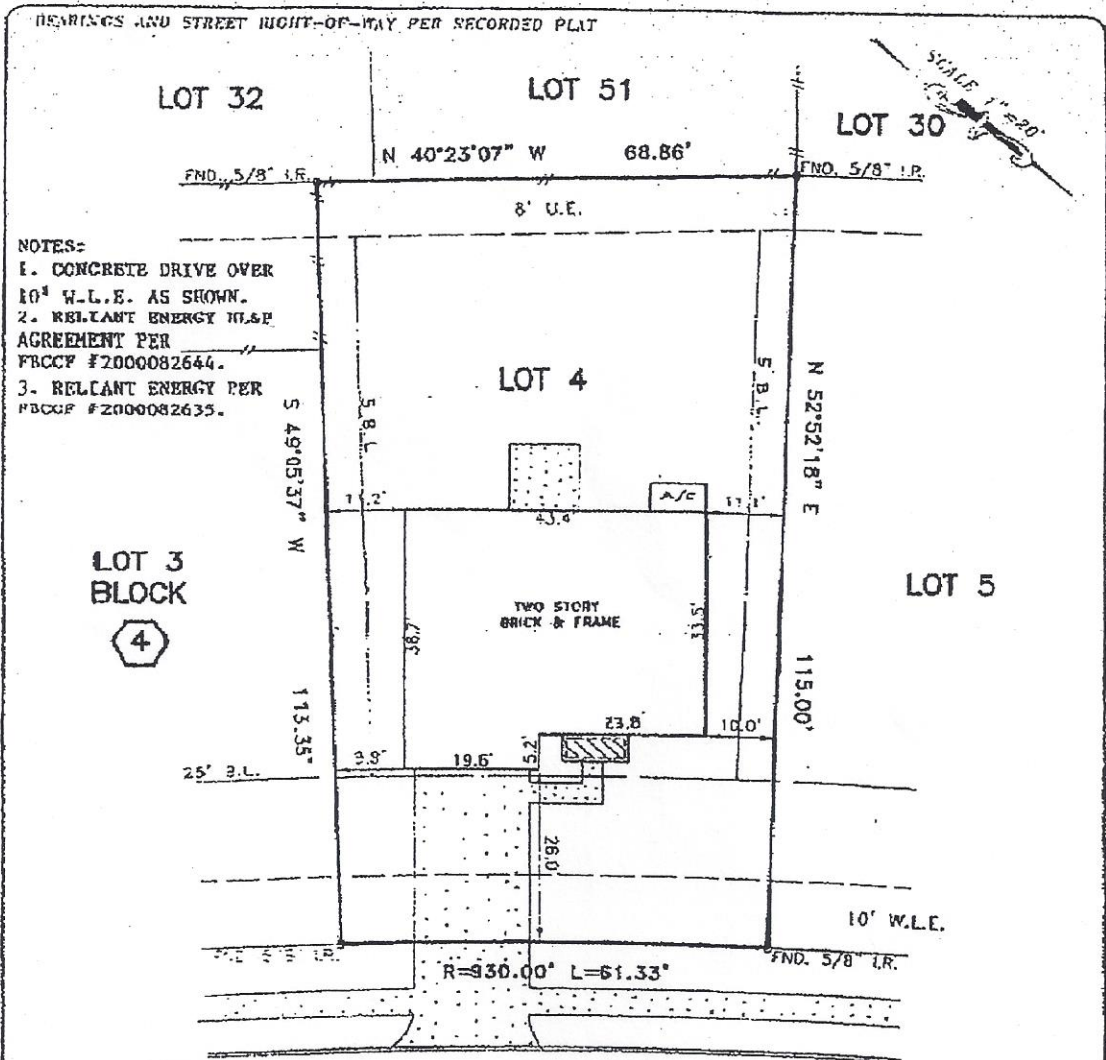 BEARINGS AND STREET RIGHT-OF-WAY PER RECORDED PLAT
LOT 32
LOT 51
LOT 30
SCALE 1"=20'
N 40°23'07" W 68.86'
FND. 5/8" I.R.
FND. 5/8" I.R.
8' U.E.
NOTES:
1. CONCRETE DRIVE OVER
10' W.L.E. AS SHOWN.
2. RELIANT ENERGY HL&P
AGREEMENT PER
FBCCF #2000082644.
3. RELIANT ENERGY PER
FBCCF #2000082635.
LOT 4
5' B.L.
5' B.L.
S 49°05'37" W
N 52°52'18" E
A/C
43.4'
LOT 3
BLOCK
4
LOT 5
TWO STORY
BRICK & FRAME
38.7'
33.5'
113.35'
115.00'
23.8'
10.0'
5.2'
19.6'
25' B.L.
26.0'
10' W.L.E.
FND. 5/8" I.R.
R=930.00' L=61.33'